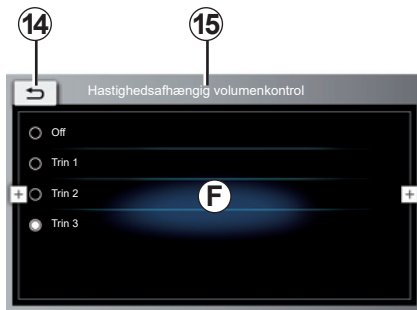 14
15
Hastighedsafhængig volumenkontrol
Off
Trin 1
Trin 2
F
Trin 3